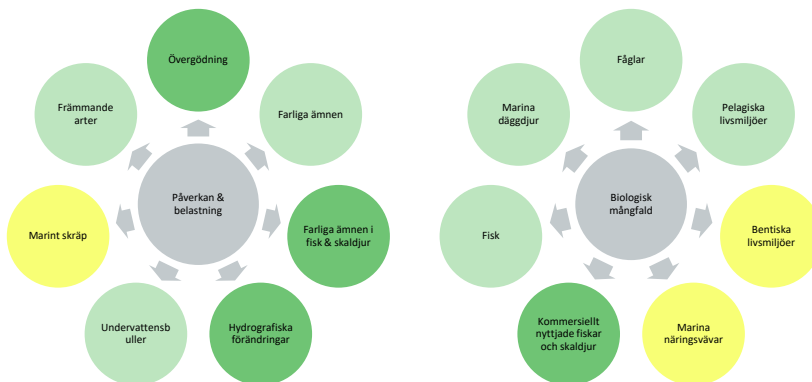 Övergödning
Farliga ämnen
Farliga ämnen i
fisk & skaldjur
Hydrografiska
förändringar
Undervattensb
uller
Marint skräp
Främmande
arter
Påverkan &
belastning
Fåglar
Pelagiska
livsmiljöer
Bentiska
livsmiljöer
Marina
näringsvävar
Kommersiellt
nyttjade fiskar
och skaldjur
Fisk
Marina
däggdjur
Biologisk
mångfald